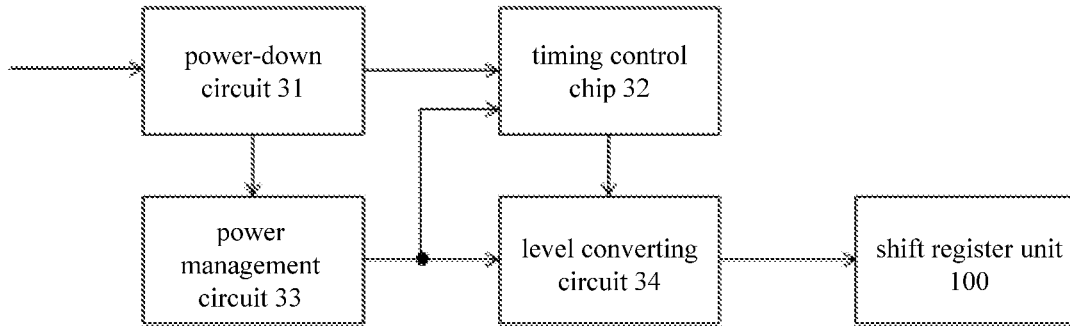 power-down
circuit 31
timing control
chip 32
power
management
circuit 33
level converting
circuit 34
shift register unit
100